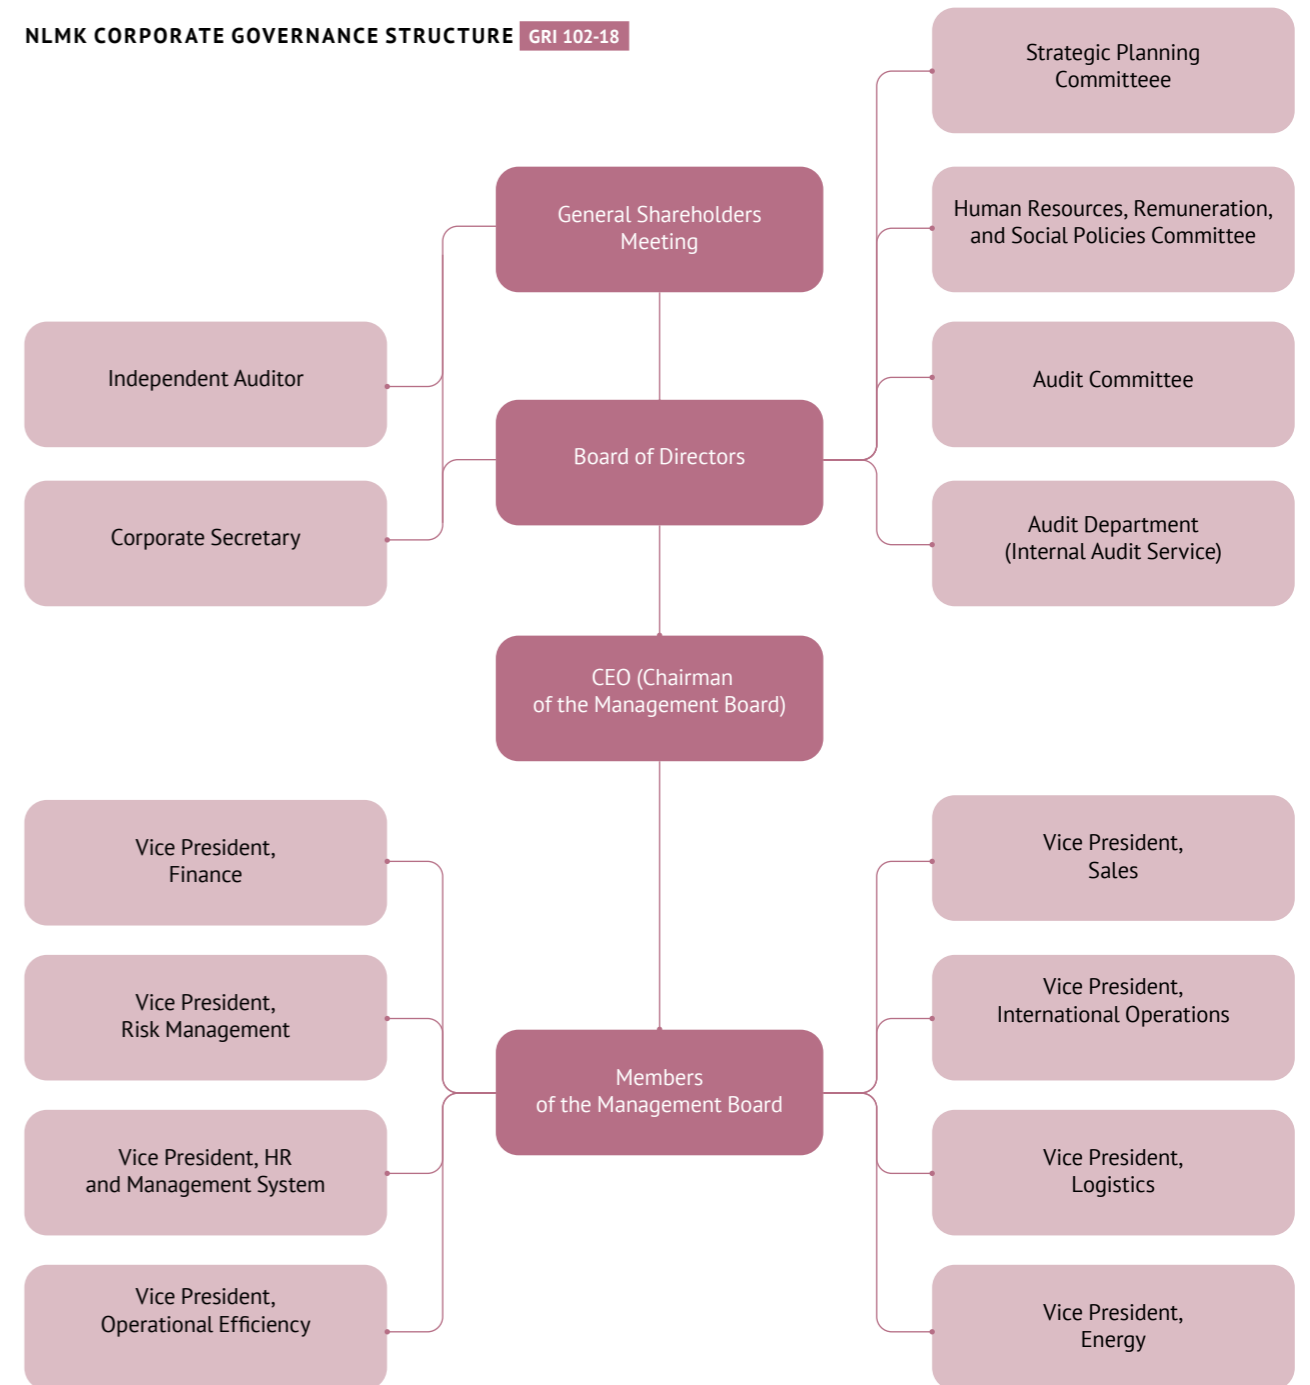 NLMK CORPORATE GOVERNANCE STRUCTURE GRI 102-18
Strategic Planning
Committeee
General Shareholders
Meeting
Human Resources, Remuneration,
and Social Policies Committee
Independent Auditor
Audit Committee
Board of Directors
Corporate Secretary
Audit Department
(Internal Audit Service)
CEO (Chairman
of the Management Board)
Vice President,
Finance
Vice President,
Sales
Vice President,
Risk Management
Vice President,
International Operations
Members
of the Management Board
Vice President, HR
and Management System
Vice President,
Logistics
Vice President,
Operational Efficiency
Vice President,
Energy